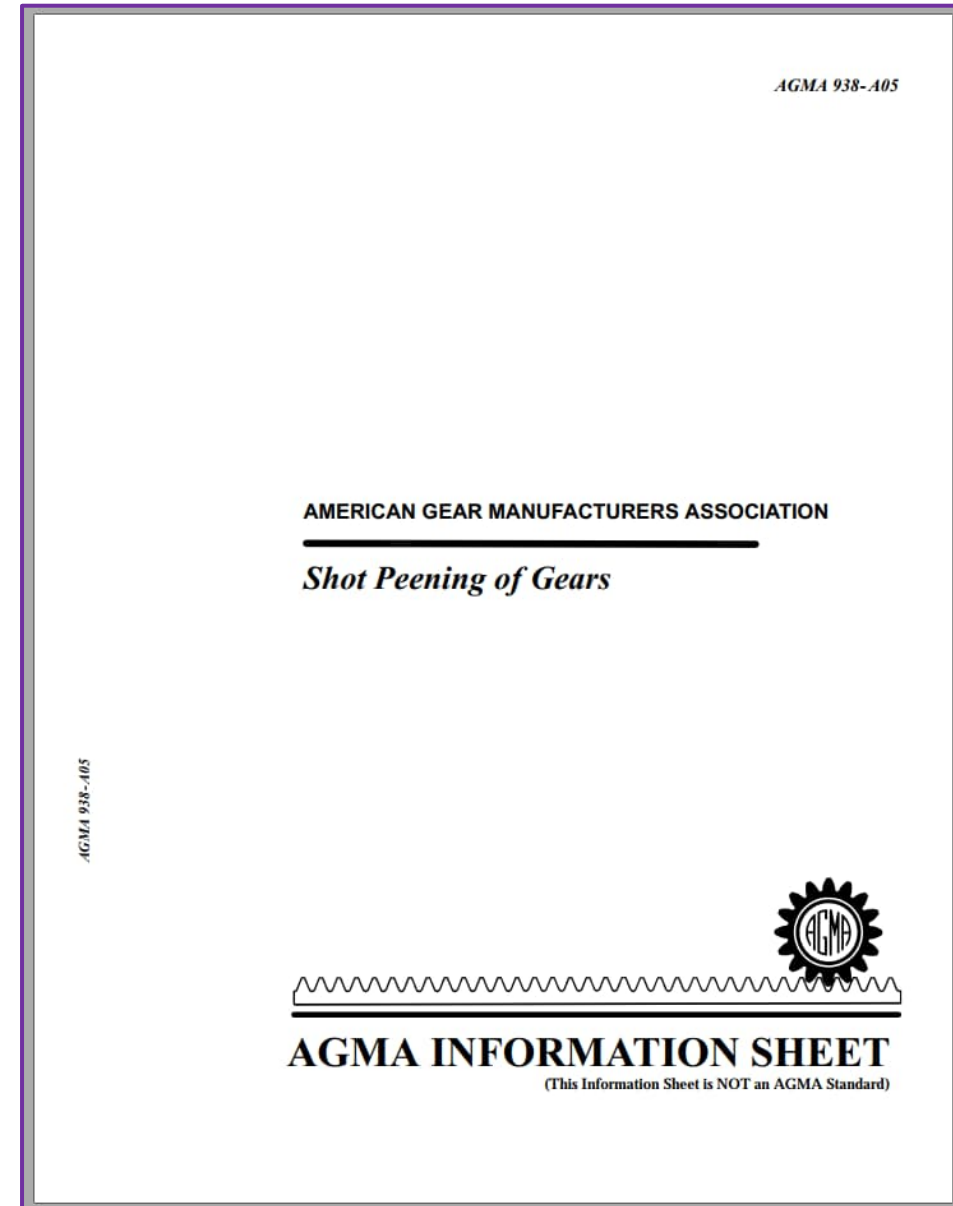 AGMA 938- A05
AMERICAN GEAR MANUFACTURERS ASSOCIATION
Shot Peening of Gears
AGMA 938-A05
AGMA
AGMA INFORMATION SHEET
(This Information Sheet is NOT an AGMA Standard)